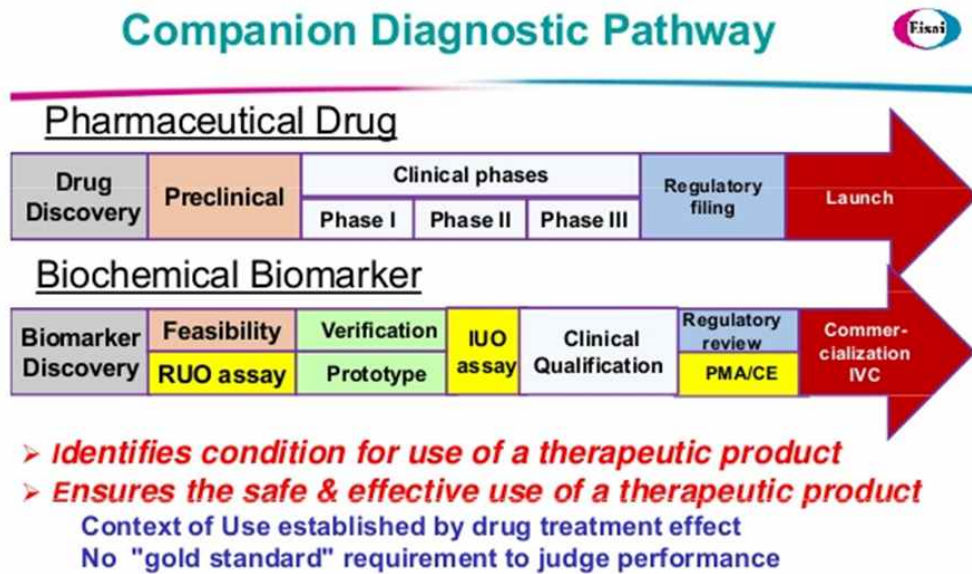 Companion Diagnostic Pathway
Eisai
Pharmaceutical Drug
Drug
Discovery
Preclinical
Clinical phases
Phase I
Phase II
Phase III
Regulatory
filing
Launch
Biochemical Biomarker
Biomarker
Discovery
Feasibility
RUO assay
Verification
Prototype
IUO
assay
Clinical
Qualification
Regulatory
review
PMA/CE
Commer-
cialization
IVC
➢ Identifies condition for use of a therapeutic product
➢ Ensures the safe & effective use of a therapeutic product
Context of Use established by drug treatment effect
No "gold standard" requirement to judge performance